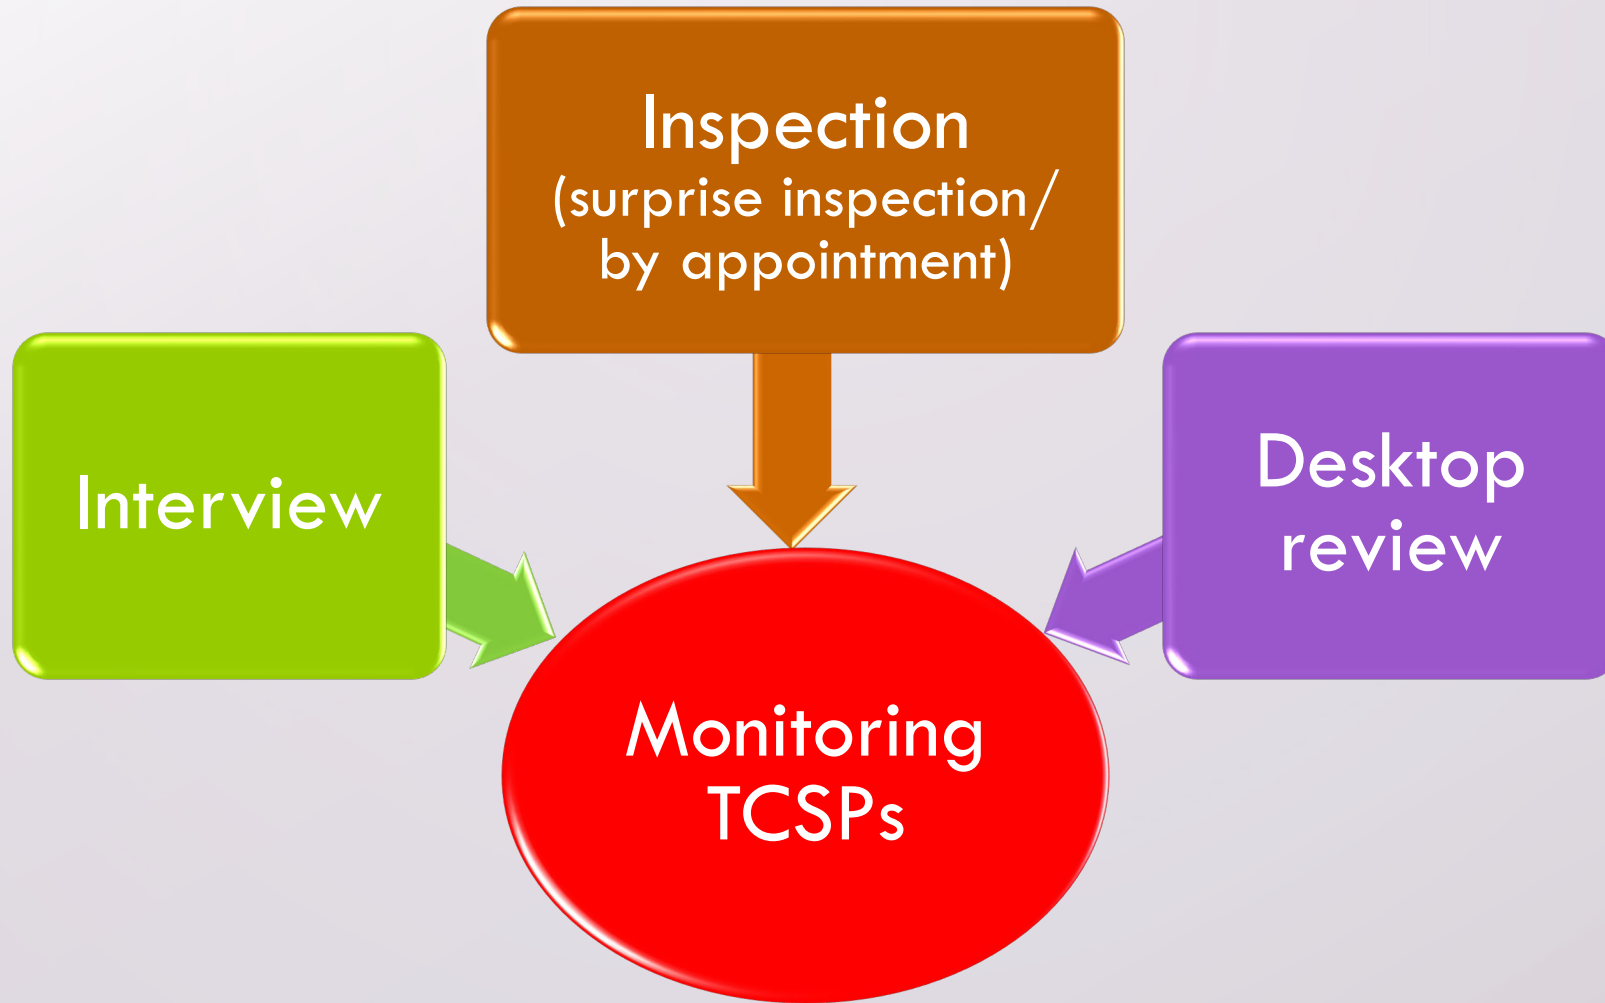 Inspection
(surprise inspection/
by appointment)
Interview
Desktop
review
Monitoring
TCSPs